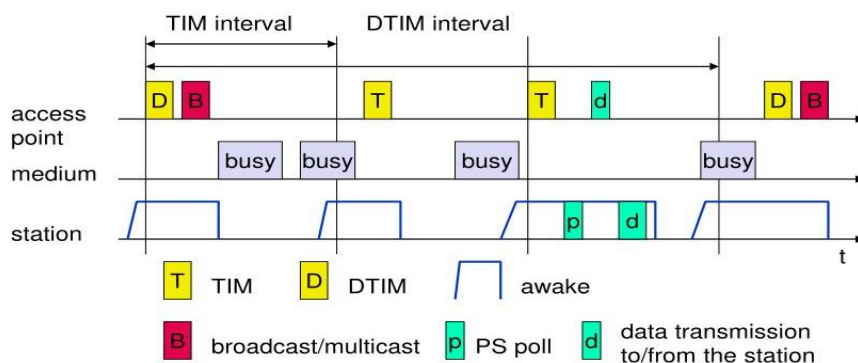 TIM interval DTIM interval
D B T T d D B
access
point
busy busy busy busy
medium
p d
station
t
T TIM D DTIM awake
B broadcast/multicast p PS poll d data transmission
to/from the station